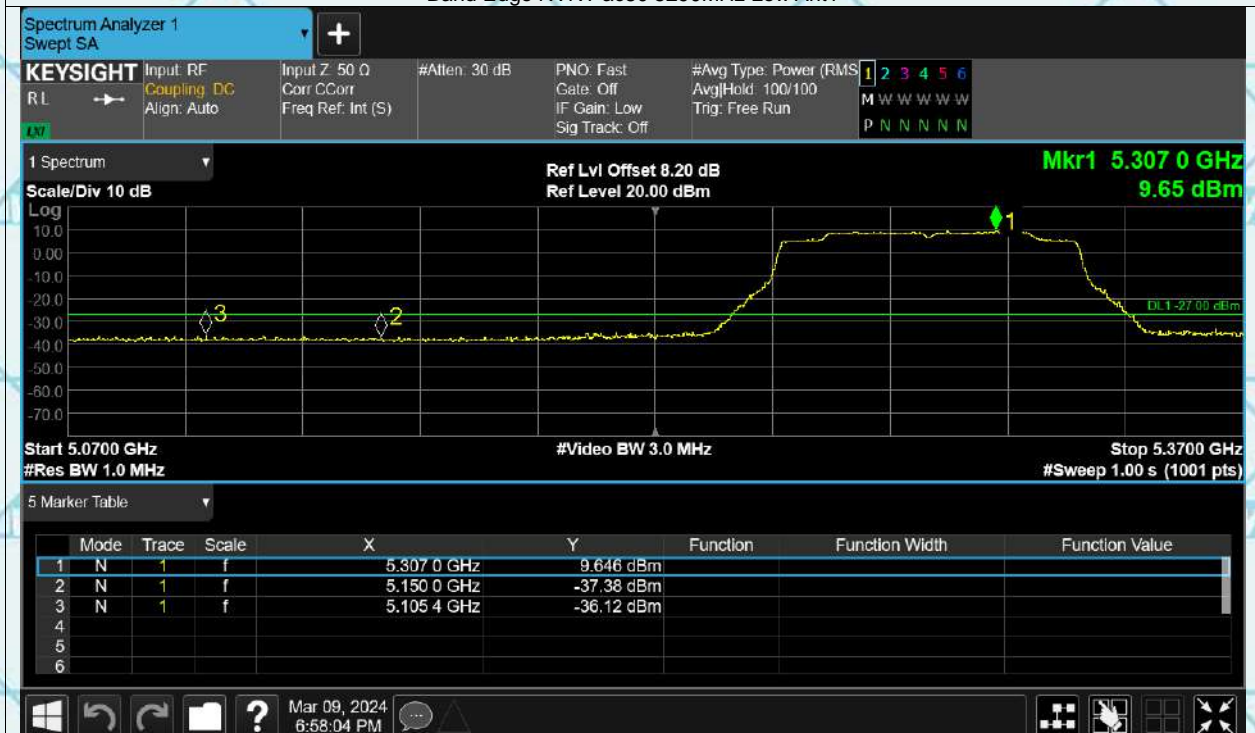 Spectrum Analyzer 1
Swept SA
+
KEYSIGHT
RL
LXI
Input: RF
Coupling: DC
Align: Auto
Input Z: 50 Ω
Corr CCorr
Freq Ref: Int (S)
#Atten: 30 dB
PNO: Fast
Gate: Off
IF Gain: Low
Sig Track: Off
#Avg Type: Power (RMS
Avg|Hold: 100/100
Trig: Free Run
1 2 3 4 5 6
M W W W W W
P N N N N N
1 Spectrum
Scale/Div 10 dB
Ref Lvl Offset 8.20 dB
Ref Level 20.00 dBm
Mkr1 5.307 0 GHz
9.65 dBm
Log
10.0
0.00
-10.0
-20.0
-30.0
-40.0
-50.0
-60.0
-70.0
1
2
3
DL1 -27.00 dBm
Start 5.0700 GHz
#Video BW 3.0 MHz
Stop 5.3700 GHz
#Res BW 1.0 MHz
#Sweep 1.00 s (1001 pts)
5 Marker Table
Mode Trace Scale X Y Function Function Width Function Value
1 N 1 f 5.307 0 GHz 9.646 dBm
2 N 1 f 5.150 0 GHz -37.38 dBm
3 N 1 f 5.105 4 GHz -36.12 dBm
4
5
6
?
Mar 09, 2024
6:58:04 PM